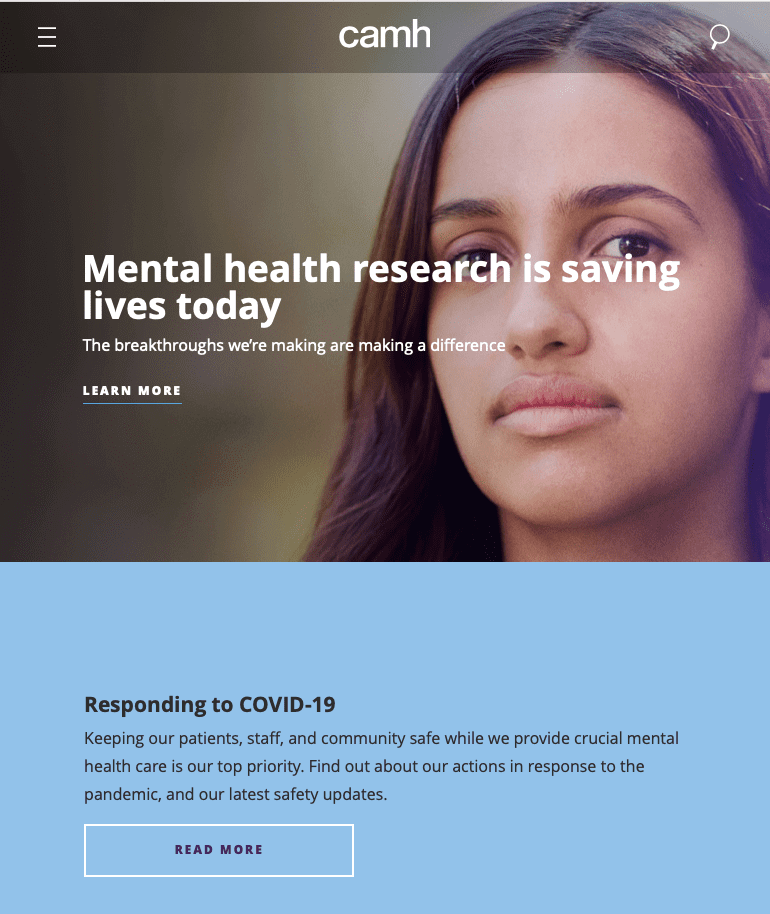 camh
Mental health research is saving
lives today
The breakthroughs we’re making are making a difference
LEARN MORE
Responding to COVID-19
Keeping our patients, staff, and community safe while we provide crucial mental
health care is our top priority. Find out about our actions in response to the
pandemic, and our latest safety updates.
READ MORE